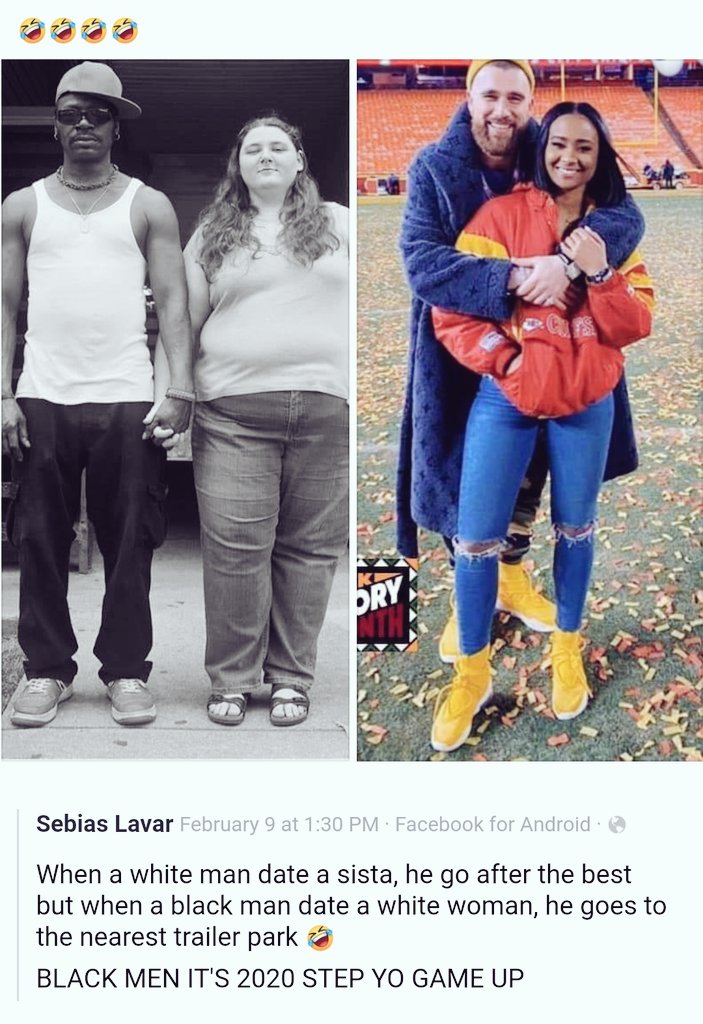 🤣🤣🤣🤣
CHIEFS
K
ORY
NTH
Sebias Lavar February 9 at 1:30 PM · Facebook for Android ·
When a white man date a sista, he go after the best
but when a black man date a white woman, he goes to
the nearest trailer park 🤣
BLACK MEN IT'S 2020 STEP YO GAME UP